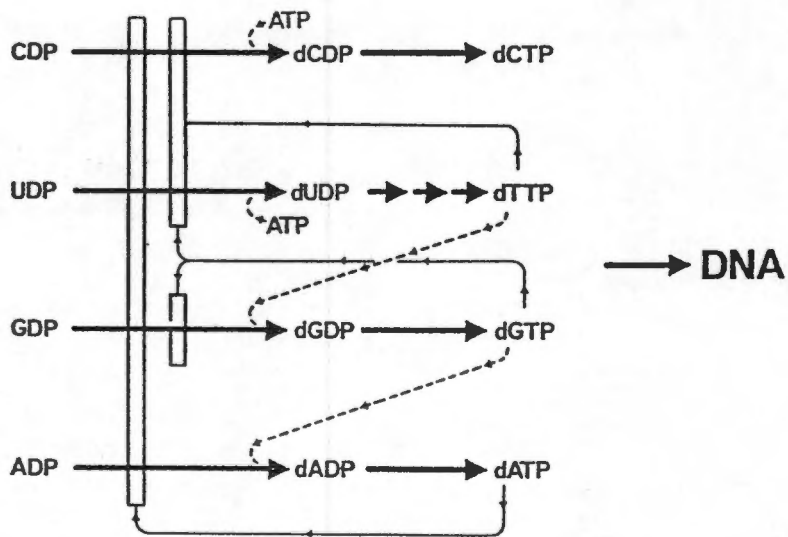 ATP
CDP dCDP dCTP
UDP dUDP dTTP
ATP
DNA
GDP dGDP dGTP
ADP dADP dATP